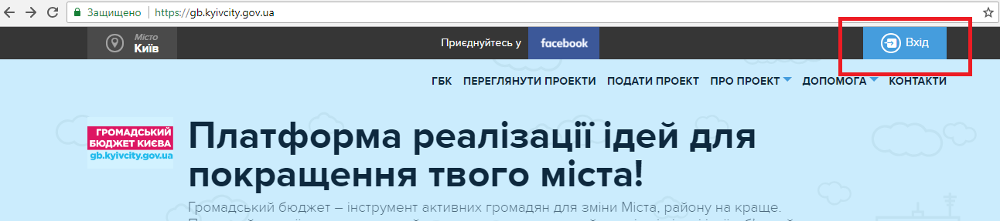 Защищено https://gb.kyivcity.gov.ua
Місто
Київ
Приєднуйтесь у facebook
Вхід
ГБК ПЕРЕГЛЯНУТИ ПРОЕКТИ ПОДАТИ ПРОЕКТ ПРО ПРОЕКТ ДОПОМОГА КОНТАКТИ
ГРОМАДСЬКИЙ
БЮДЖЕТ КИЄВА
gb.kyivcity.gov.ua
Платформа реалізації ідей для
покращення твого міста!
Громадський бюджет – інструмент активних громадян для зміни Міста, району на краще.